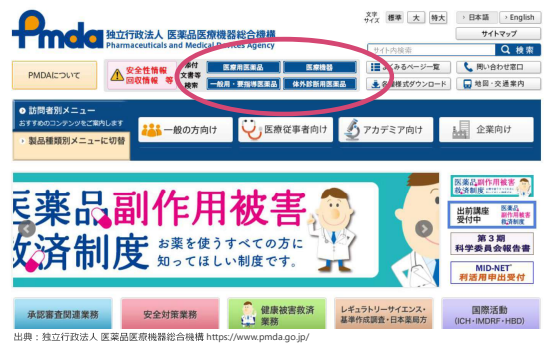 文字サイズ 標準 大 特大 日本語 English
サイトマップ
Pmda 独立行政法人 医薬品医療機器総合機構
Pharmaceuticals and Medical Devices Agency
サイト内検索 検索
PMDAについて
安全性情報
回収情報 等
添付文書等検索
医療用医薬品 医療機器
一般用・要指導医薬品 体外診断用医薬品
よくみるページ一覧 問い合わせ窓口
各種様式ダウンロード 地図・交通案内
訪問者別メニュー
おすすめのコンテンツをご案内します
製品種類別メニューに切替
一般の方向け 医療従事者向け アカデミア向け 企業向け
医薬品副作用被害
救済制度
お薬を使うすべての方に
知ってほしい制度です。
医薬品副作用被害
救済制度
出前講座
受付中
医薬品
副作用被害
救済制度
第3期
科学委員会報告書
MID-NET
利活用申出受付
承認審査関連業務 安全対策業務 健康被害救済業務 レギュラトリーサイエンス・基準作成調査・日本薬局方 国際活動
(ICH・IMDRF・HBD)
出典：独立行政法人 医薬品医療機器総合機構 https://www.pmda.go.jp/